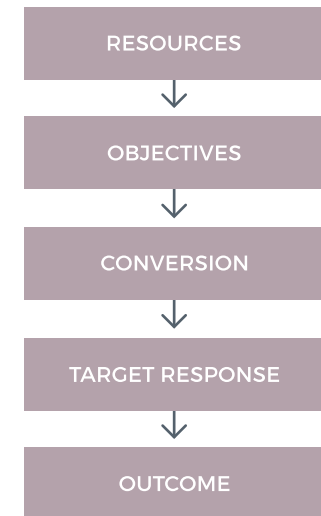 RESOURCES
OBJECTIVES
CONVERSION
TARGET RESPONSE
OUTCOME